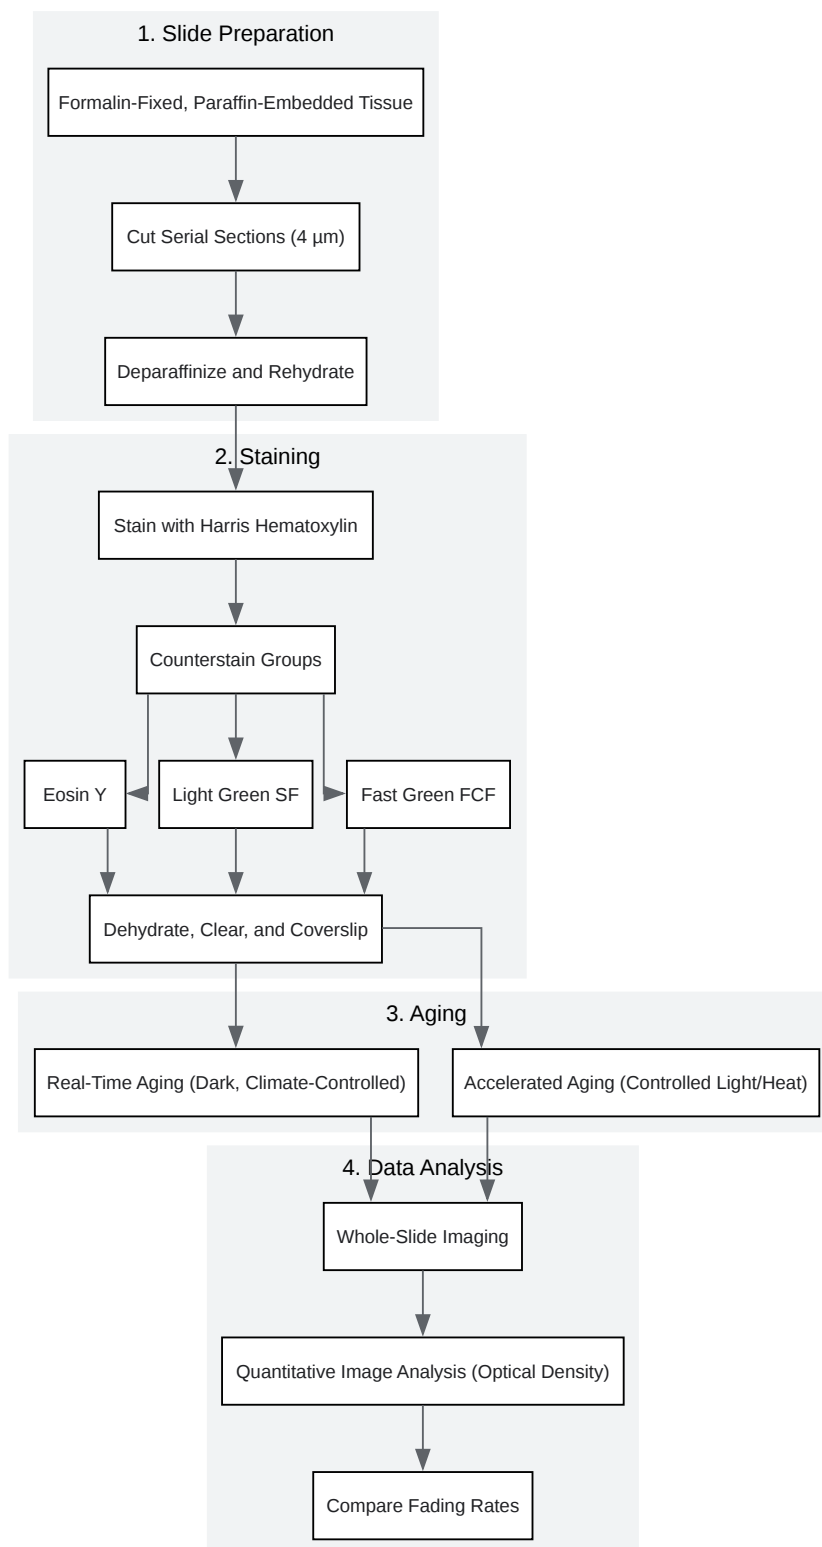 1. Slide Preparation
Formalin-Fixed, Paraffin-Embedded Tissue
Cut Serial Sections (4 µm)
Deparaffinize and Rehydrate
2. Staining
Stain with Harris Hematoxylin
Counterstain Groups
Eosin Y
Light Green SF
Fast Green FCF
Dehydrate, Clear, and Coverslip
3. Aging
Real-Time Aging (Dark, Climate-Controlled)
Accelerated Aging (Controlled Light/Heat)
4. Data Analysis
Whole-Slide Imaging
Quantitative Image Analysis (Optical Density)
Compare Fading Rates